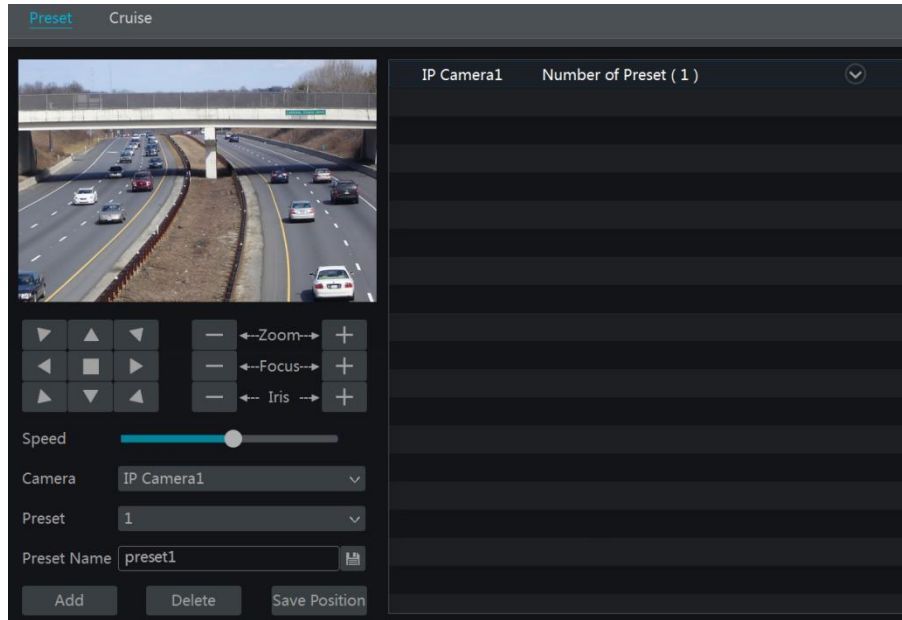 Preset Cruise
IP Camera1 Number of Preset ( 1 )
Zoom
Focus
Iris
Speed
Camera IP Camera1
Preset 1
Preset Name preset1
Add Delete Save Position